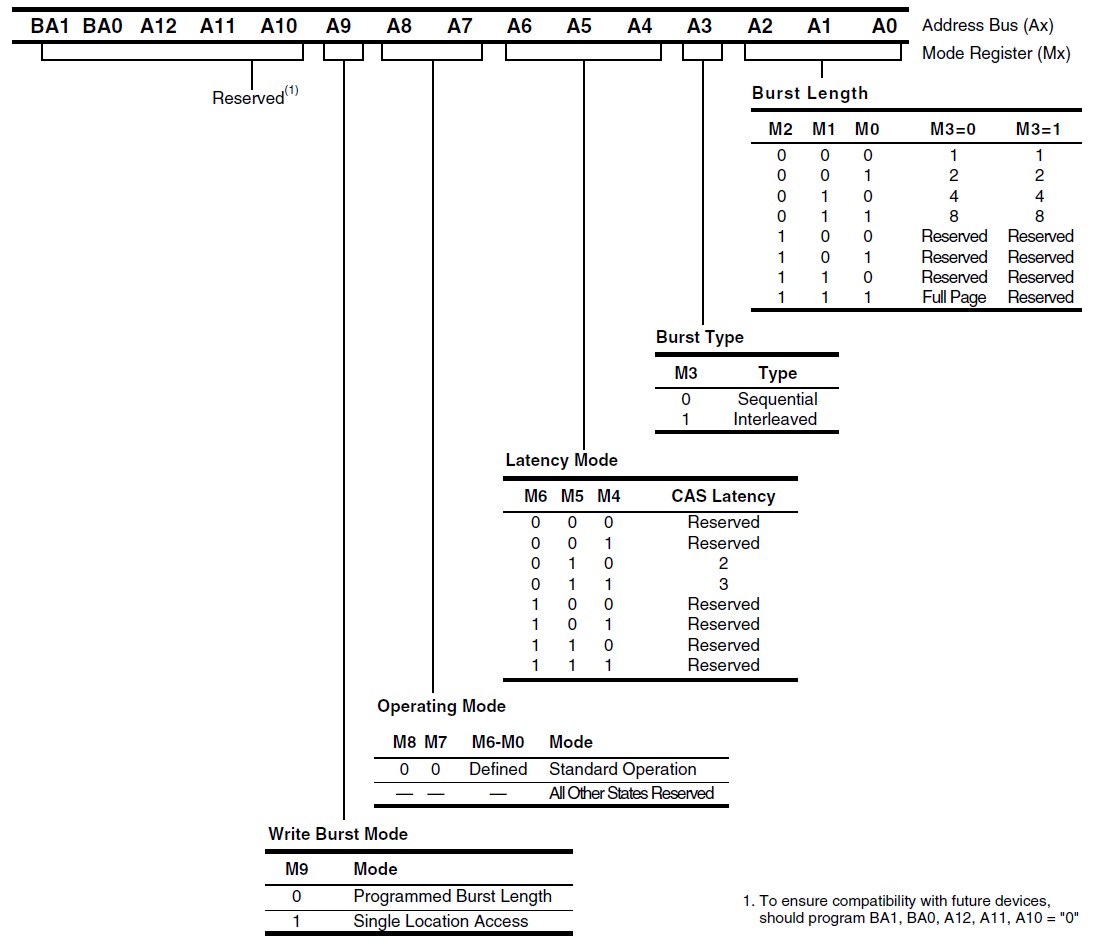 BA1 BA0 A12 A11 A10 A9 A8 A7 A6 A5 A4 A3 A2 A1 A0 Address Bus (Ax)
Mode Register (Mx)
Reserved(1)
Burst Length
M2 M1 M0 M3=0 M3=1
0 0 0 1 1
0 0 1 2 2
0 1 0 4 4
0 1 1 8 8
1 0 0 Reserved Reserved
1 0 1 Reserved Reserved
1 1 0 Reserved Reserved
1 1 1 Full Page Reserved
Burst Type
M3 Type
0 Sequential
1 Interleaved
Latency Mode
M6 M5 M4 CAS Latency
0 0 0 Reserved
0 0 1 Reserved
0 1 0 2
0 1 1 3
1 0 0 Reserved
1 0 1 Reserved
1 1 0 Reserved
1 1 1 Reserved
Operating Mode
M8 M7 M6-M0 Mode
0 0 Defined Standard Operation
— — — All Other States Reserved
Write Burst Mode
M9 Mode
0 Programmed Burst Length
1 Single Location Access
1. To ensure compatibility with future devices,
should program BA1, BA0, A12, A11, A10 = "0"